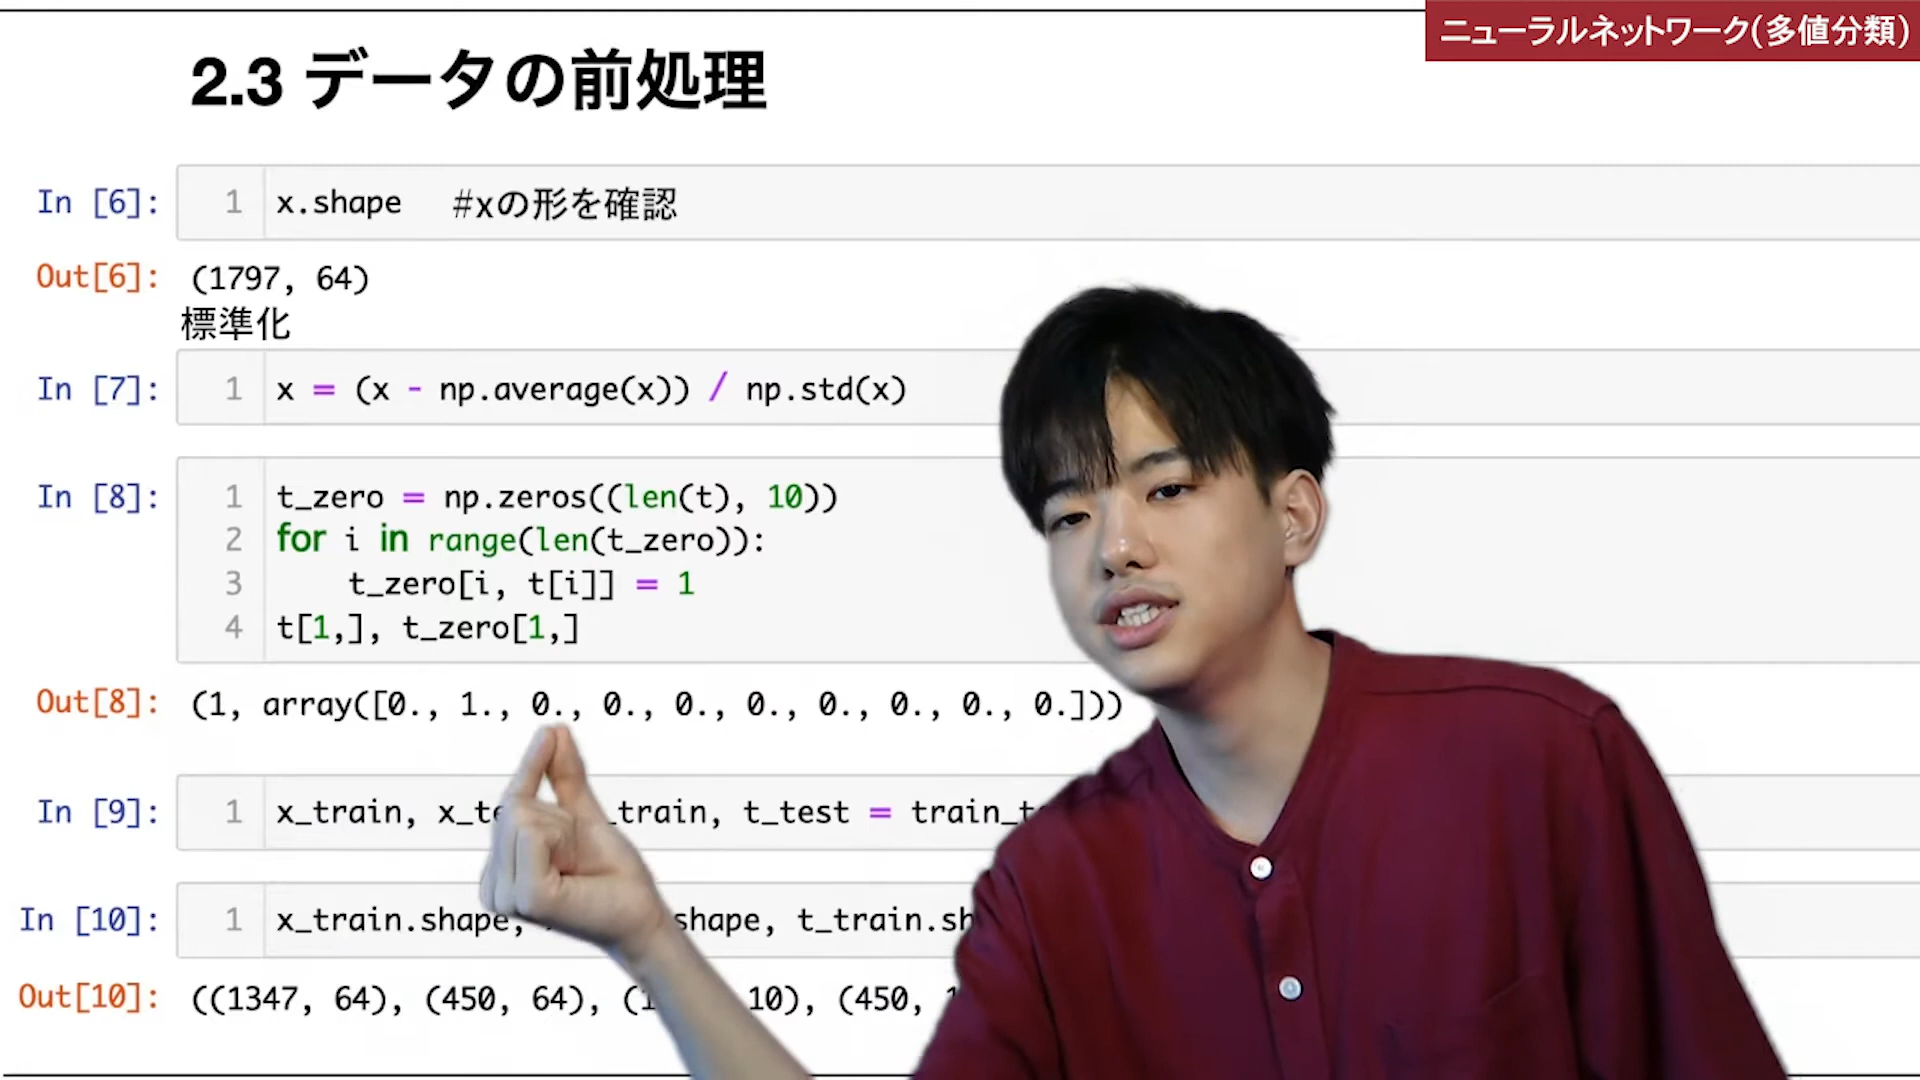 ニューラルネットワーク(多値分類)
2.3 データの前処理
In [6]: 1 x.shape #xの形を確認
Out[6]: (1797, 64)
標準化
In [7]: 1 x = (x - np.average(x)) / np.std(x)
In [8]: 1 t_zero = np.zeros((len(t), 10))
2 for i in range(len(t_zero)):
3 t_zero[i, t[i]] = 1
4 t[1,], t_zero[1,]
Out[8]: (1, array([0., 1., 0., 0., 0., 0., 0., 0., 0., 0.]))
In [9]: 1 x_train, _train, t_test =
In [10]: 1 x_train.shape, shape,
Out[10]: ((1347, 64), (450, 64), 10), (450,